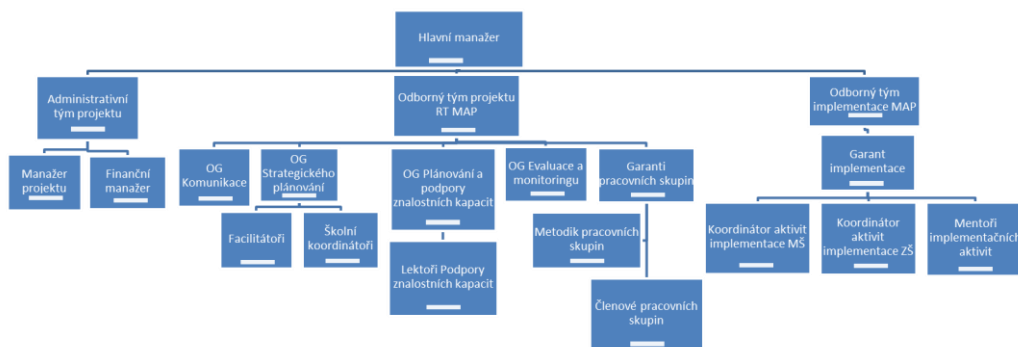 Hlavní manažer
Administrativní
tým projektu
Odborný tým projektu
RT MAP
Odborný tým
implementace MAP
Manažer
projektu
Finanční
manažer
OG
Komunikace
OG
Strategického
plánování
OG Plánování a
podpory
znalostních kapacit
OG Evaluace a
monitoringu
Garanti
pracovních skupin
Garant
implementace
Facilitátoři
Školní
koordinátoři
Lektoři Podpory
znalostních kapacit
Metodik pracovních
skupin
Členové pracovních
skupin
Koordinátor aktivit
implementace MŠ
Koordinátor
aktivit
implementace ZŠ
Mentoři
implementačních
aktivit